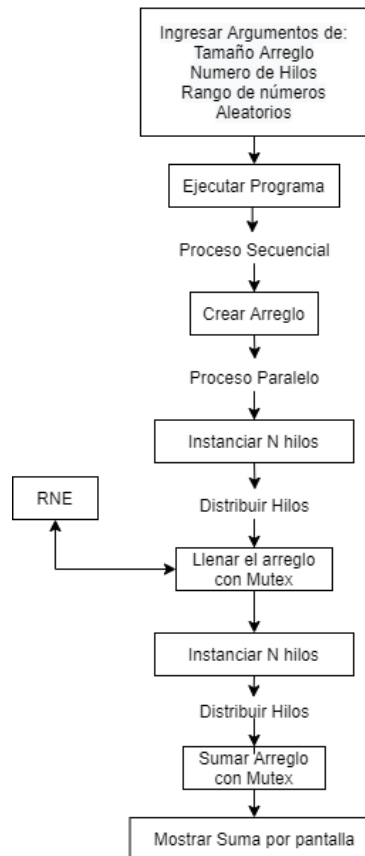 Ingresar Argumentos de:
Tamaño Arreglo
Numero de Hilos
Rango de números
Aleatorios
Ejecutar Programa
Proceso Secuencial
Crear Arreglo
Proceso Paralelo
Instanciar N hilos
Distribuir Hilos
RNE
Llenar el arreglo
con Mutex
Instanciar N hilos
Distribuir Hilos
Sumar Arreglo
con Mutex
Mostrar Suma por pantalla